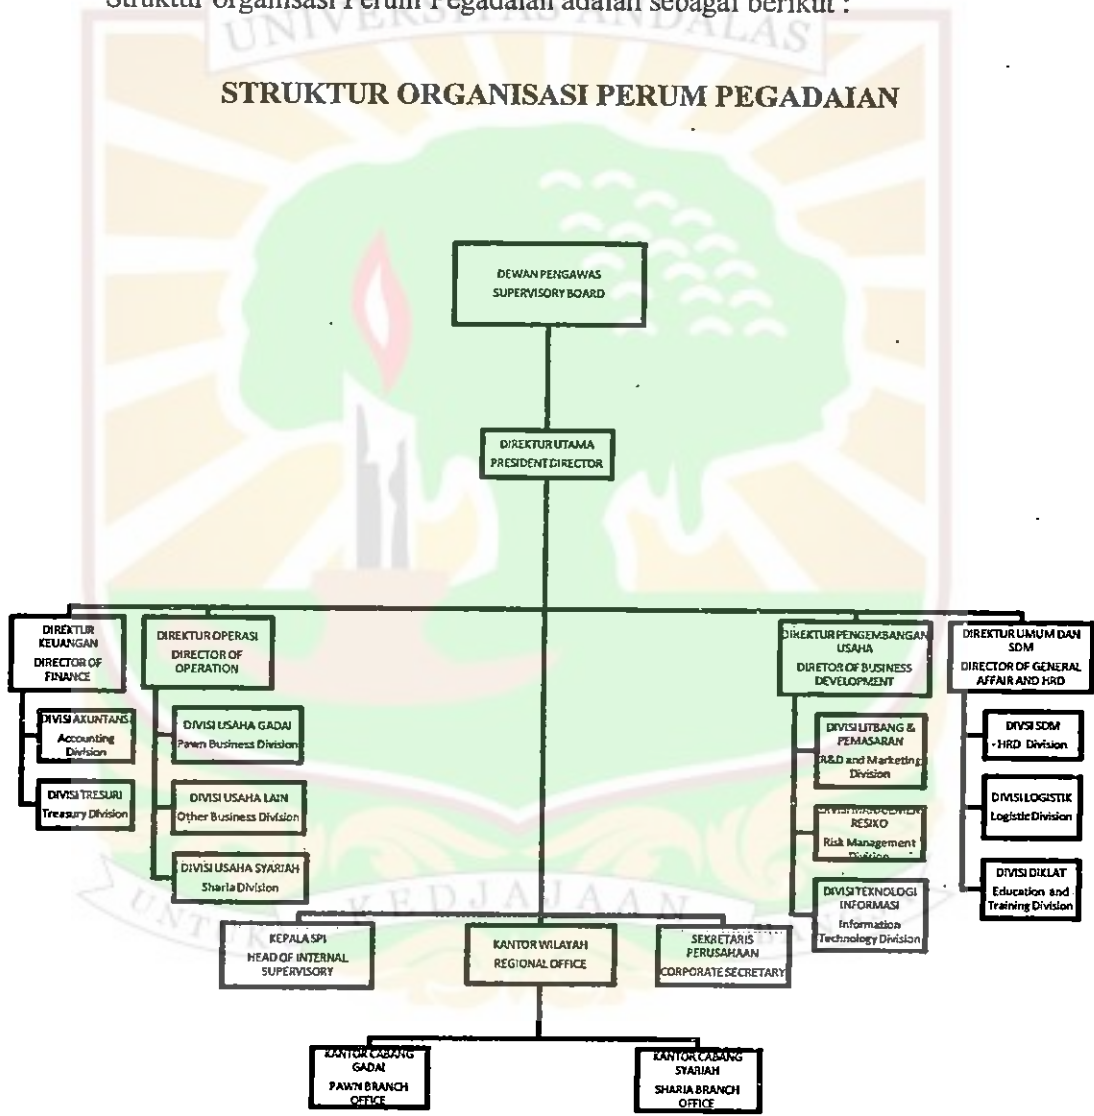 Struktur organisasi Perum Pegadaian adalah sebagai berikut :
UNIVERSITAS ANDALAS
STRUKTUR ORGANISASI PERUM PEGADAIAN
DEWAN PENGAWAS
SUPERVISORY BOARD
DIREKTUR UTAMA
PRESIDENT DIRECTOR
DIREKTUR
KEUANGAN
DIRECTOR OF
FINANCE
DIVISI AKUNTANSI
Accounting
Division
DIVISI TRESURI
Treasury Division
DIREKTUR OPERASI
DIRECTOR OF
OPERATION
DIVISI USAHA GADAI
Pawn Business Division
DIVISI USAHA LAIN
Other Business Division
DIVISI USAHA SYARIAH
Sharia Division
DIREKTUR PENGEMBANGAN
USAHA
DIRETOR OF BUSINESS
DEVELOPMENT
DIVISI LITBANG &
PEMASARAN
R&D and Marketing
Division
DIVISI
RESIKO
Risk Management
Division
DIVISI TEKNOLOGI
INFORMASI
Information
Technology Division
DIREKTUR UMUM DAN
SDM
DIRECTOR OF GENERAL
AFFAIR AND HRD
DIVSI SDM
HRD Division
DIVISI LOGISTIK
Logistic Division
DIVISI DIKLAT
Education and
Training Division
UNTUK KEDJAJAAN BANGSA
KEPALA SPI
HEAD OF INTERNAL
SUPERVISORY
KANTOR WILAYAH
REGIONAL OFFICE
SEKRETARIS
PERUSAHAAN
CORPORATE SECRETARY
KANTOR CABANG
GADAI
PAWN BRANCH
OFFICE
KANTOR CABANG
SYARIAH
SHARIA BRANCH
OFFICE